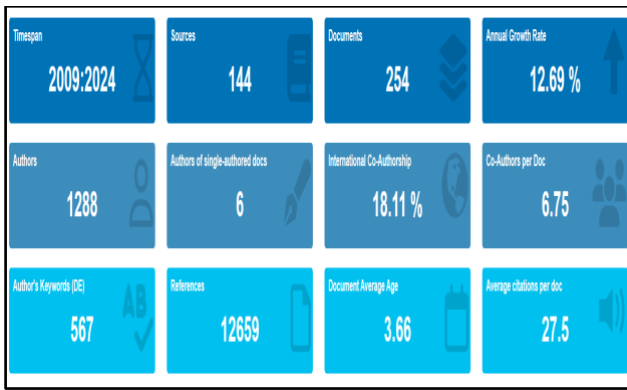 Timespan
2009:2024
Sources
144
Documents
254
Annual Growth Rate
12.69 %
Authors
1288
Authors of single-authored docs
6
International Co-Authorship
18.11 %
Co-Authors per Doc
6.75
Author's Keywords (DE)
567
AB
References
12659
Document Average Age
3.66
Average citations per doc
27.5